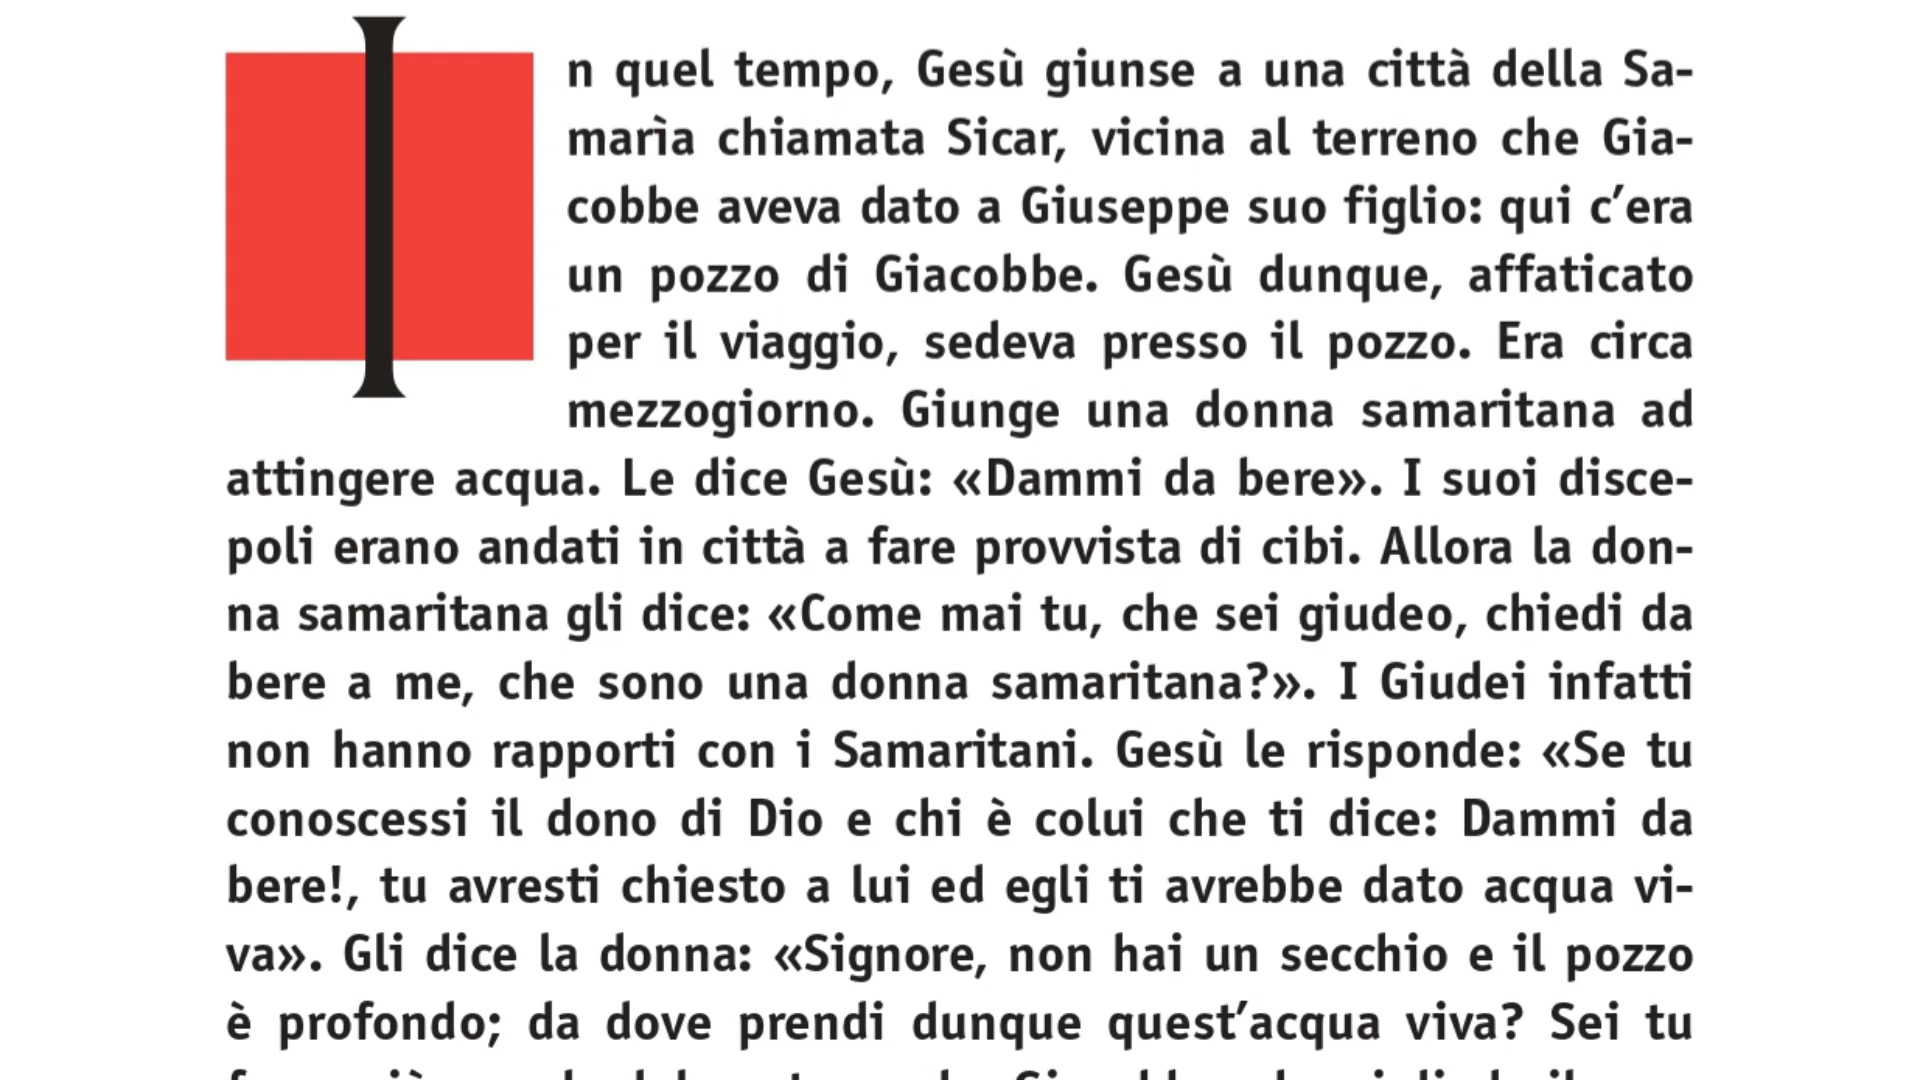 In quel tempo, Gesù giunse a una città della Sa-
marìa chiamata Sicar, vicina al terreno che Gia-
cobbe aveva dato a Giuseppe suo figlio: qui c’era
un pozzo di Giacobbe. Gesù dunque, affaticato
per il viaggio, sedeva presso il pozzo. Era circa
mezzogiorno. Giunge una donna samaritana ad
attingere acqua. Le dice Gesù: «Dammi da bere». I suoi disce-
poli erano andati in città a fare provvista di cibi. Allora la don-
na samaritana gli dice: «Come mai tu, che sei giudeo, chiedi da
bere a me, che sono una donna samaritana?». I Giudei infatti
non hanno rapporti con i Samaritani. Gesù le risponde: «Se tu
conoscessi il dono di Dio e chi è colui che ti dice: Dammi da
bere!, tu avresti chiesto a lui ed egli ti avrebbe dato acqua vi-
va». Gli dice la donna: «Signore, non hai un secchio e il pozzo
è profondo; da dove prendi dunque quest’acqua viva? Sei tu